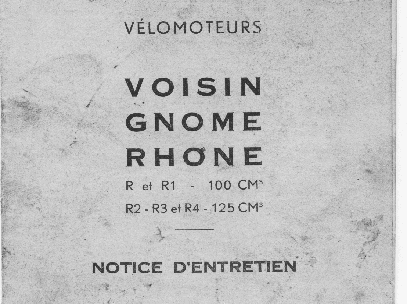 VÉLOMOTEURS
VOISIN
GNOME
RHONE
R et R1 - 100 CM³
R2 - R3 et R4 - 125 CM³
NOTICE D'ENTRETIEN